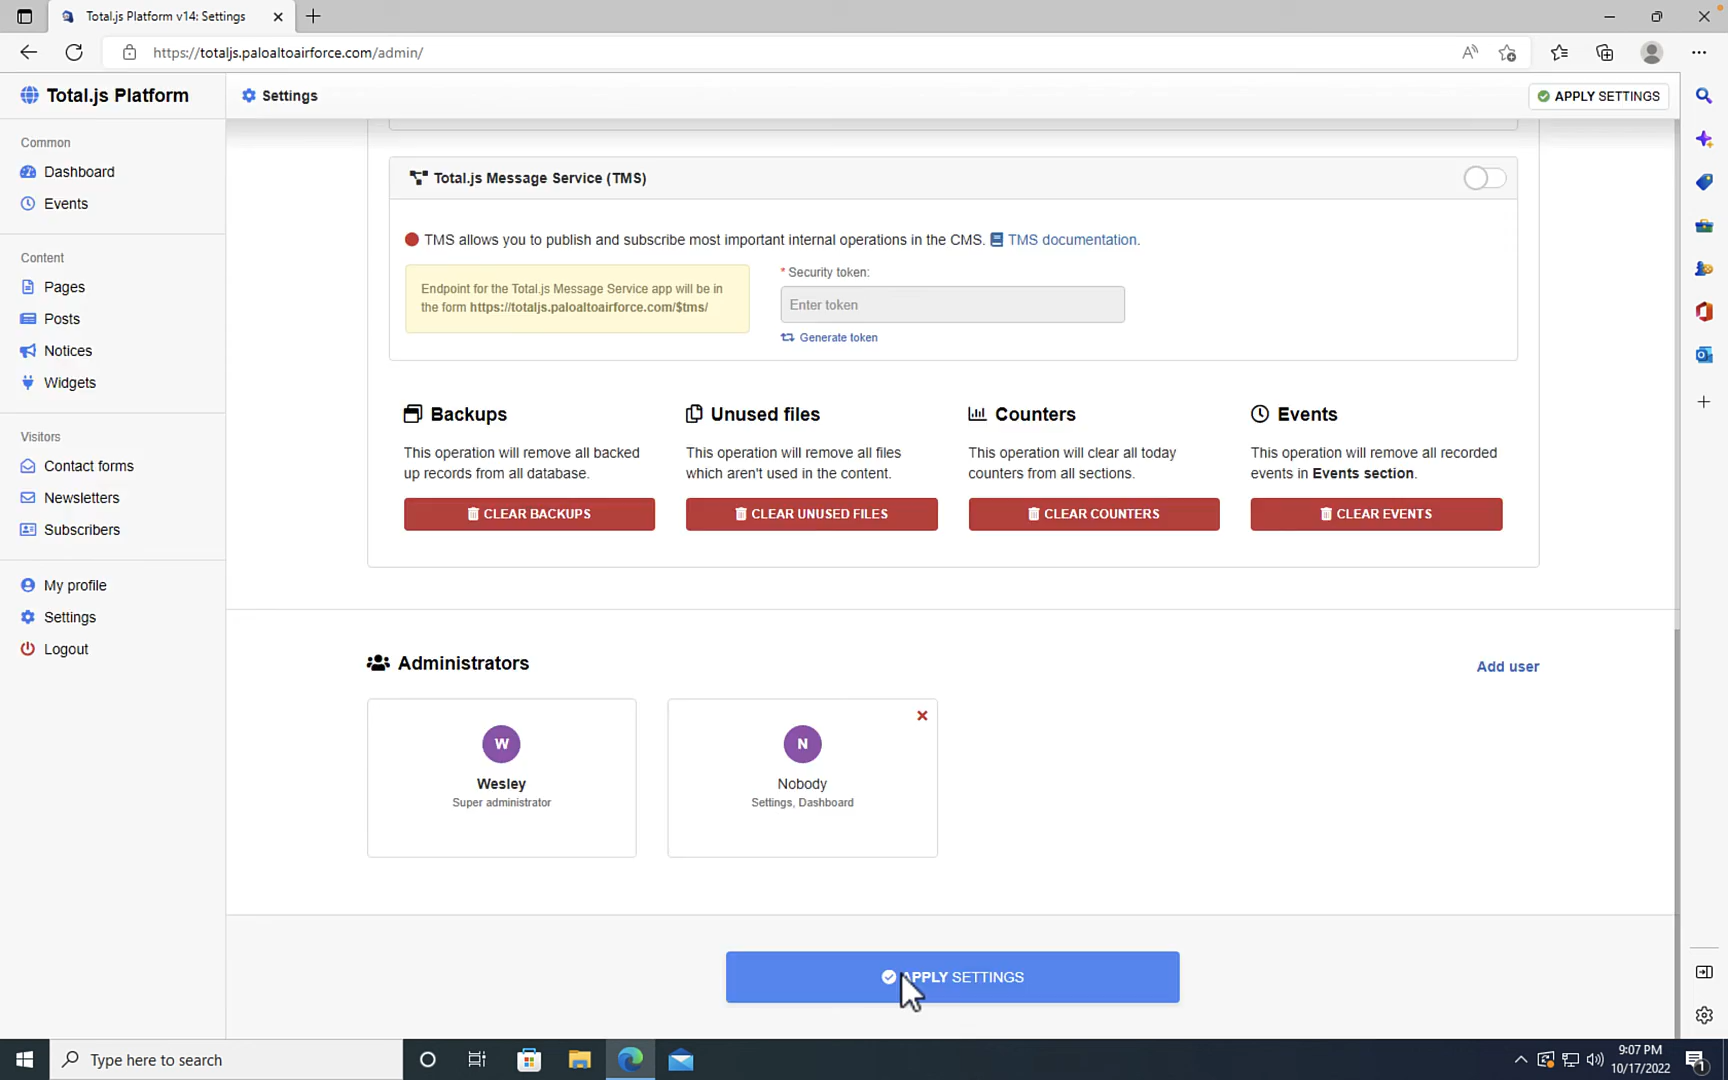 Total.js Platform v14: Settings
https://totaljs.paloaltoairforce.com/admin/
Total.js Platform
Settings
APPLY SETTINGS
Common
Dashboard
Events
Content
Pages
Posts
Notices
Widgets
Visitors
Contact forms
Newsletters
Subscribers
My profile
Settings
Logout
Total.js Message Service (TMS)
TMS allows you to publish and subscribe most important internal operations in the CMS. TMS documentation.
Endpoint for the Total.js Message Service app will be in
the form https://totaljs.paloaltoairforce.com/$tms/
* Security token:
Enter token
Generate token
Backups
This operation will remove all backed
up records from all database.
CLEAR BACKUPS
Unused files
This operation will remove all files
which aren't used in the content.
CLEAR UNUSED FILES
Counters
This operation will clear all today
counters from all sections.
CLEAR COUNTERS
Events
This operation will remove all recorded
events in Events section.
CLEAR EVENTS
Administrators
Add user
W
Wesley
Super administrator
N
Nobody
Settings, Dashboard
APPLY SETTINGS
Type here to search
9:07 PM
10/17/2022
1